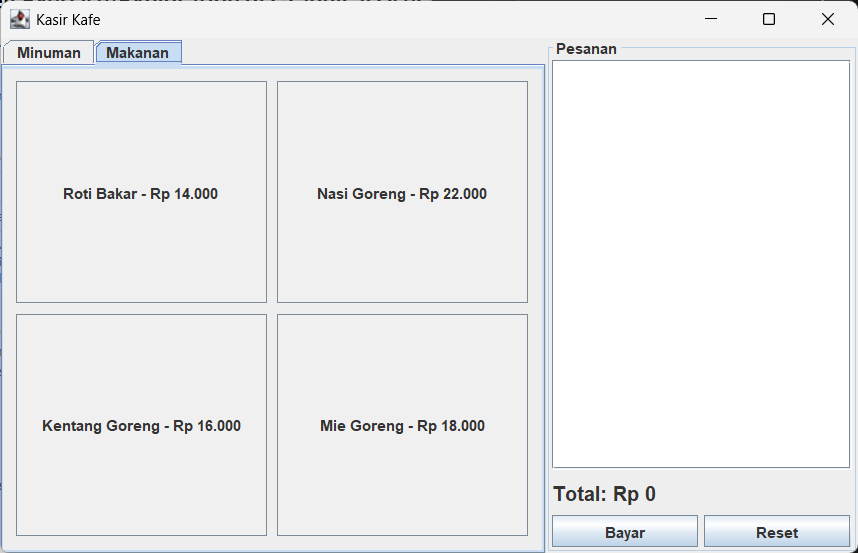 Kasir Kafe
Minuman
Makanan
Pesanan
Roti Bakar - Rp 14.000
Nasi Goreng - Rp 22.000
Kentang Goreng - Rp 16.000
Mie Goreng - Rp 18.000
Total: Rp 0
Bayar
Reset